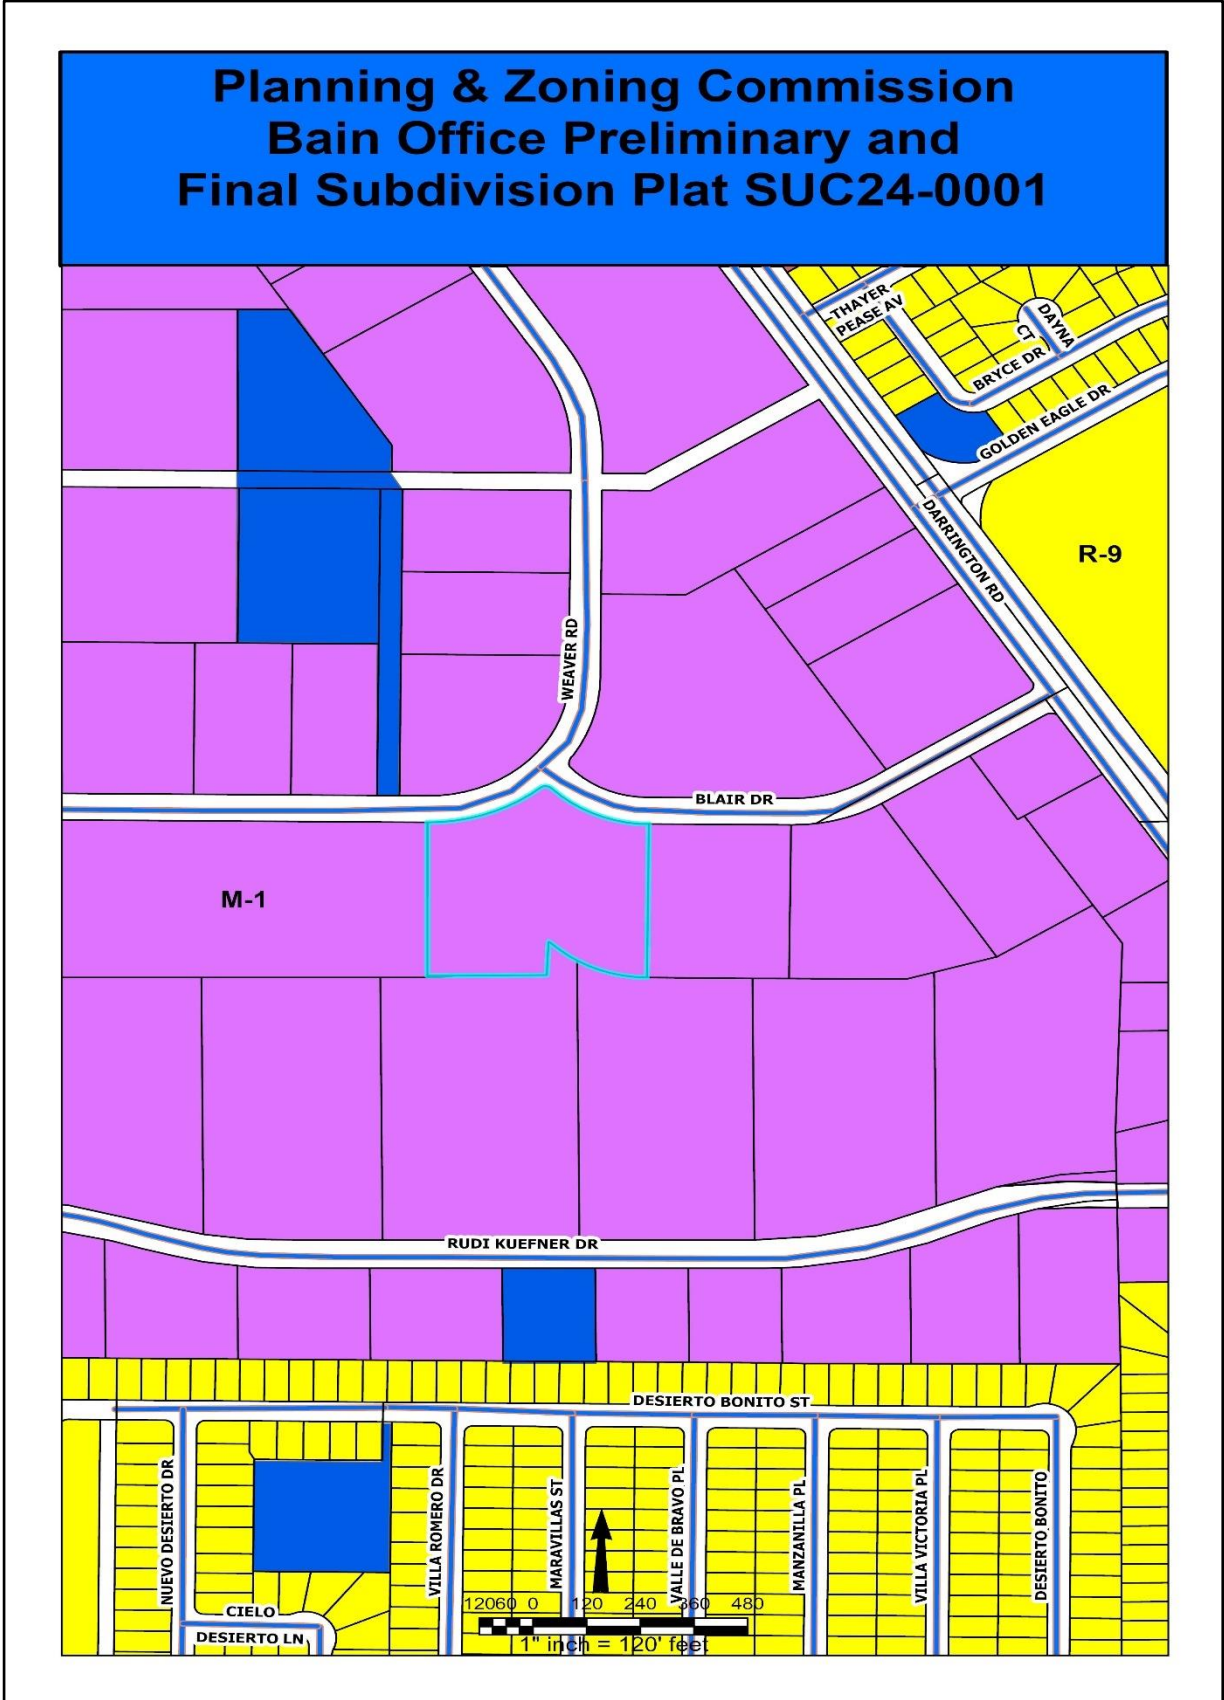 Planning & Zoning Commission
Bain Office Preliminary and
Final Subdivision Plat SUC24-0001
THAYER
PEASE AV
DAYNA
CT
BRYCE DR
GOLDEN EAGLE DR
DARRINGTON RD
R-9
WEAVER RD
BLAIR DR
M-1
RUDI KUEFNER DR
DESIERTO BONITO ST
NUEVO DESIERTO DR
VILLA ROMERO DR
MARAVILLAS ST
VALLE DE BRAVO PL
MANZANILLA PL
VILLA VICTORIA PL
DESIERTO BONITO
CIELO
DESIERTO LN
120 60 0 120 240 360 480
1" inch = 120' feet